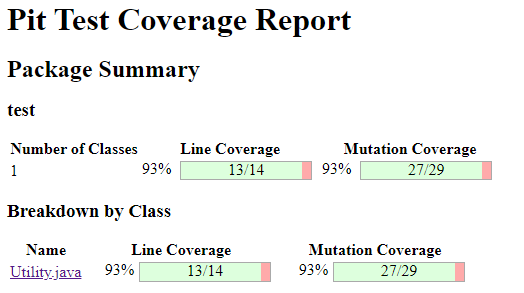 Pit Test Coverage Report
Package Summary
test
Number of Classes Line Coverage Mutation Coverage
1 93% 13/14 93% 27/29
Breakdown by Class
Name Line Coverage Mutation Coverage
Utility.java 93% 13/14 93% 27/29